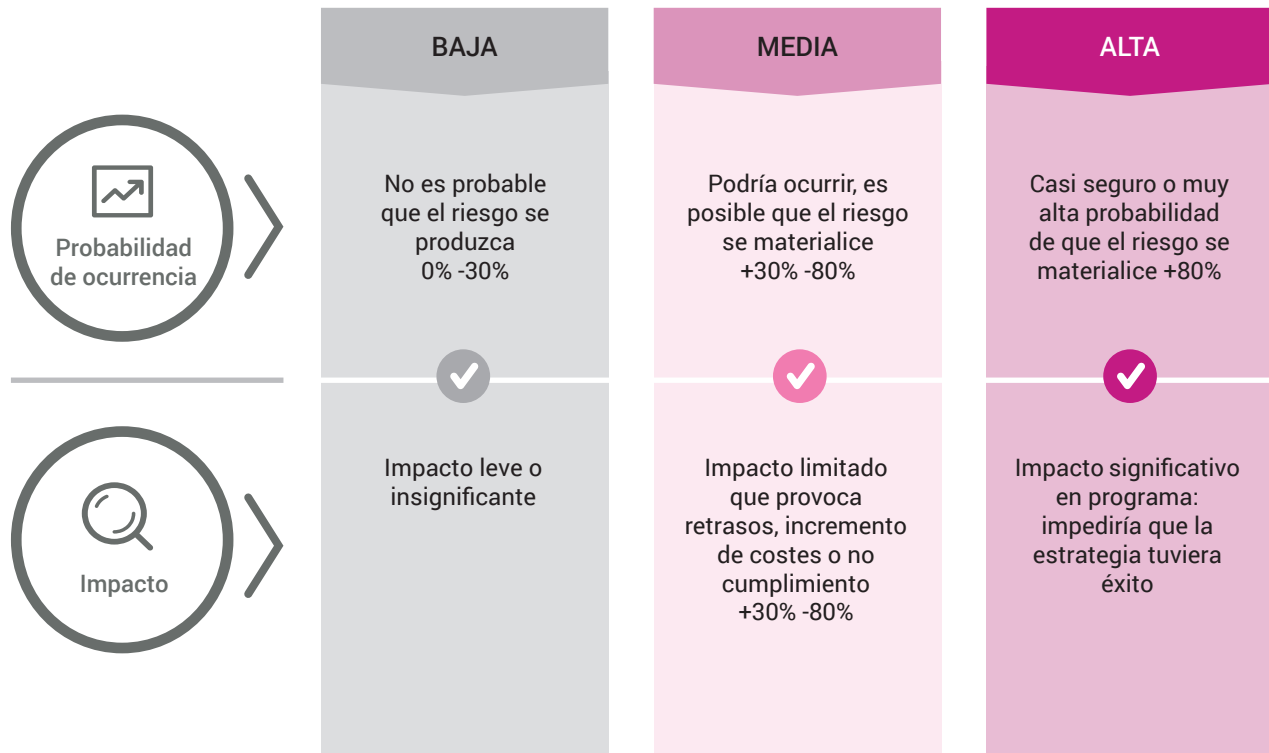 BAJA
MEDIA
ALTA
Probabilidad
de ocurrencia
No es probable
que el riesgo se
produzca
0% -30%
Podría ocurrir, es
posible que el riesgo
se materialice
+30% -80%
Casi seguro o muy
alta probabilidad
de que el riesgo se
materialice +80%
Impacto
Impacto leve o
insignificante
Impacto limitado
que provoca
retrasos, incremento
de costes o no
cumplimiento
+30% -80%
Impacto significativo
en programa:
impediría que la
estrategia tuviera
éxito